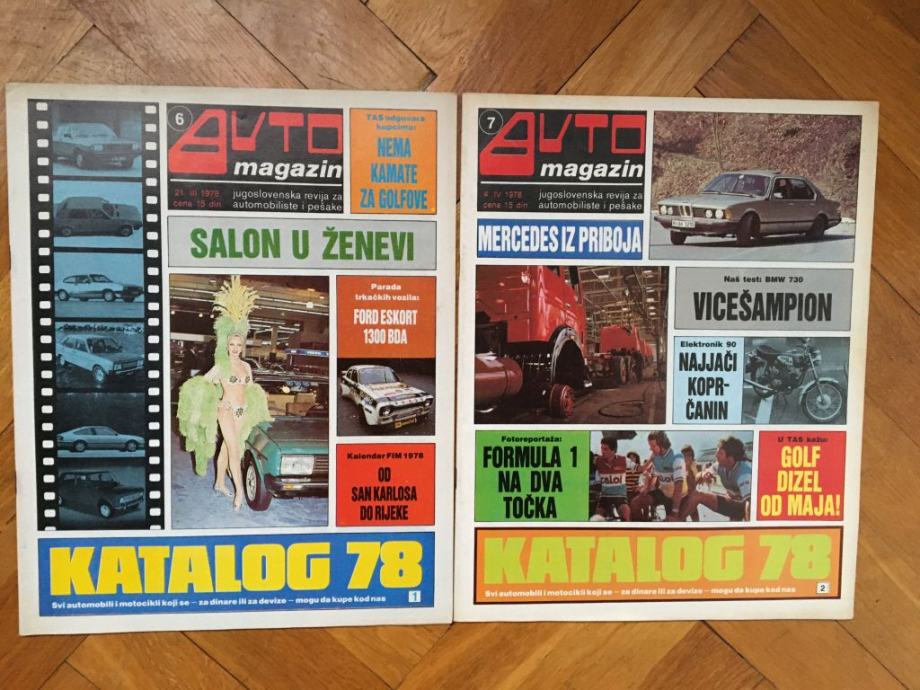 6
AUTO
magazin
21. III 1978.
cena 15 din
jugoslovenska revija za
automobiliste i pešake
TAS odgovara
kupcima:
NEMA
KAMATE
ZA GOLFOVE
SALON U ŽENEVI
Parada
trkačkih vozila:
FORD ESKORT
1300 BDA
Kalendar FIM 1978
OD
SAN KARLOSA
DO RIJEKE
KATALOG 78
Svi automobili i motocikli koji se – za dinare ili za devize – mogu da kupe kod nas
1
7
AUTO
magazin
4. IV 1978.
cena 15 din
jugoslovenska revija za
automobiliste i pešake
MERCEDES IZ PRIBOJA
Naš test: BMW 730
VICEŠAMPION
Elektronik 90
NAJJAČI
KOPR-
ČANIN
Fotoreportaža:
FORMULA 1
NA DVA
TOČKA
U TAS kažu:
GOLF
DIZEL
OD MAJA!
KATALOG 78
Svi automobili i motocikli koji se – za dinare ili za devize – mogu da kupe kod nas
2